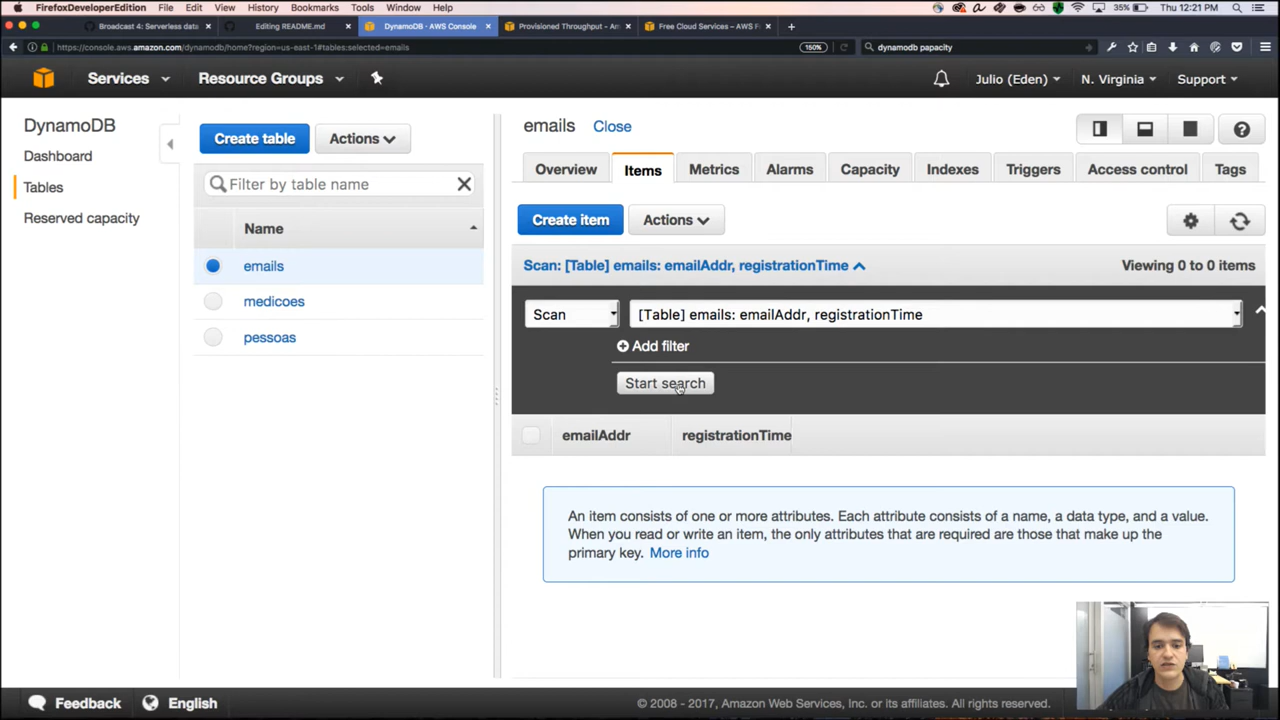 FirefoxDeveloperEdition File Edit View History Bookmarks Tools Window Help 35% Thu 12:21 PM
Broadcast 4: Serverless data Editing README.md DynamoDB · AWS Console Provisioned Throughput – Am Free Cloud Services – AWS F
https://console.aws.amazon.com/dynamodb/home?region=us-east-1#tables:selected=emails 150% dynamodb papacity
Services Resource Groups Julio (Eden) N. Virginia Support
DynamoDB
Dashboard
Tables
Reserved capacity
Create table Actions
Filter by table name
Name
emails
medicoes
pessoas
emails Close
Overview Items Metrics Alarms Capacity Indexes Triggers Access control Tags
Create item Actions
Scan: [Table] emails: emailAddr, registrationTime Viewing 0 to 0 items
Scan [Table] emails: emailAddr, registrationTime
Add filter
Start search
emailAddr registrationTime
An item consists of one or more attributes. Each attribute consists of a name, a data type, and a value.
When you read or write an item, the only attributes that are required are those that make up the
primary key. More info
Feedback English © 2008 - 2017, Amazon Web Services, Inc. or its affiliates. All rights reserved.